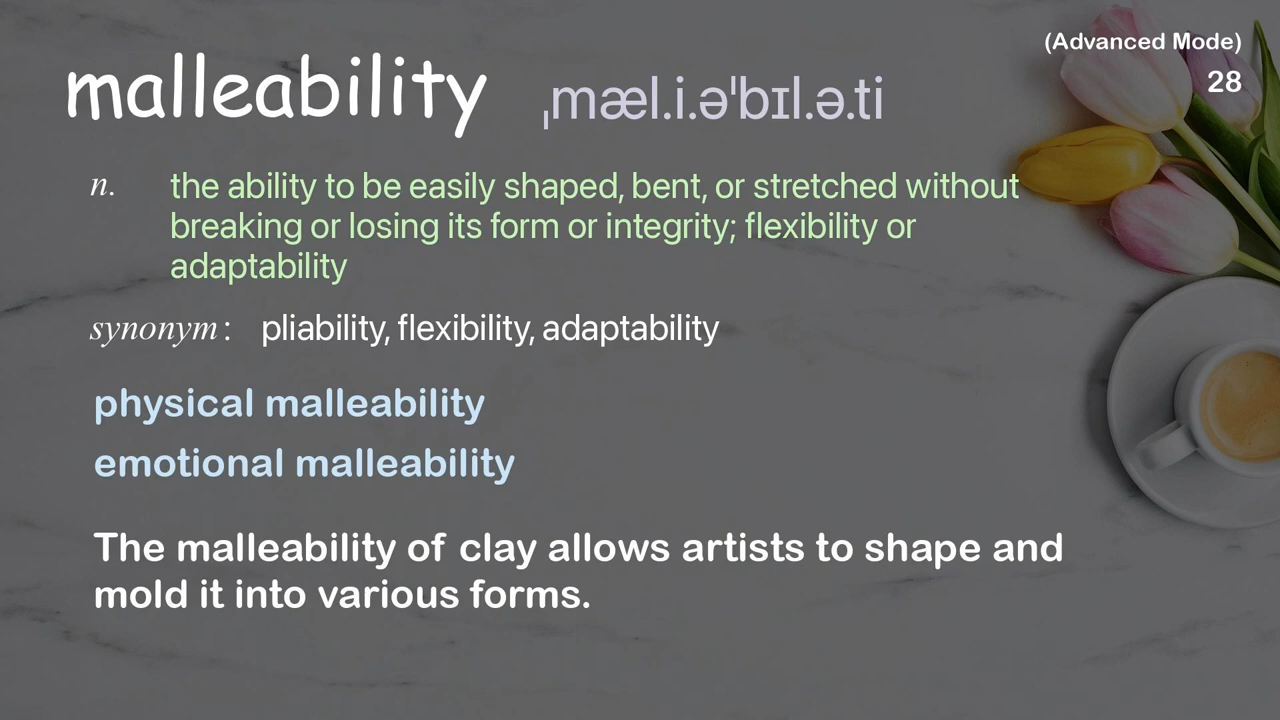 (Advanced Mode)
28
malleability ˌmæl.i.əˈbɪl.ə.ti
n. the ability to be easily shaped, bent, or stretched without
breaking or losing its form or integrity; flexibility or
adaptability
synonym: pliability, flexibility, adaptability
physical malleability
emotional malleability
The malleability of clay allows artists to shape and
mold it into various forms.